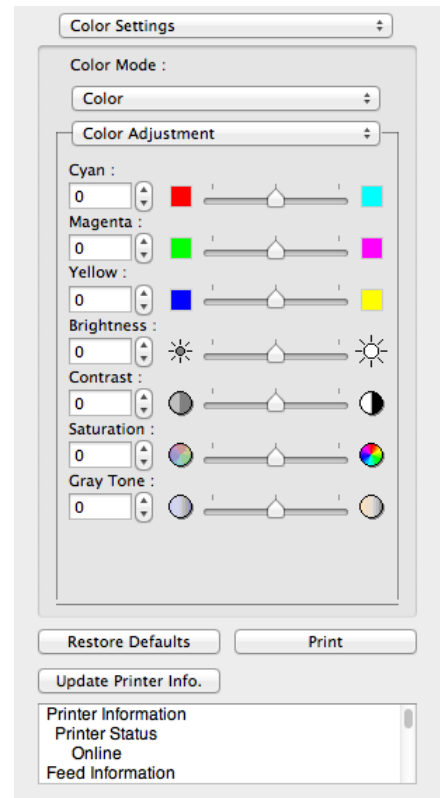 Color Settings
Color Mode :
Color
Color Adjustment
Cyan :
0
Magenta :
0
Yellow :
0
Brightness :
0
Contrast :
0
Saturation :
0
Gray Tone :
0
Restore Defaults Print
Update Printer Info.
Printer Information
Printer Status
Online
Feed Information